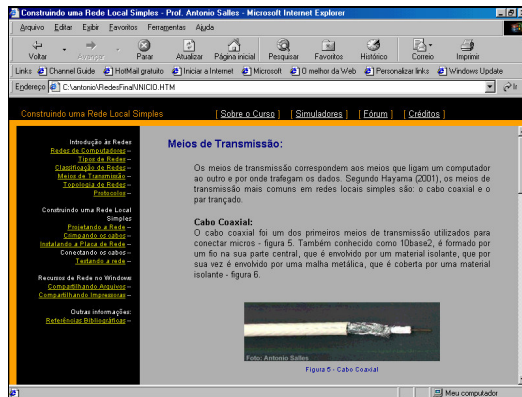 Construindo uma Rede Local Simples - Prof. Antonio Salles - Microsoft Internet Explorer
Arquivo Editar Exibir Favoritos Ferramentas Ajuda
Voltar Avançar Parar Atualizar Página inicial Pesquisar Favoritos Histórico Correio Imprimir
Links Channel Guide HotMail gratuito Iniciar a Internet Microsoft O melhor da Web Personalizar links Windows Update
Endereço C:\antonio\RedesFinal\INICIO.HTM Ir
Construindo uma Rede Local Simples [ Sobre o Curso ] [ Simuladores ] [ Fórum ] [ Créditos ]
Introdução às Redes
Redes de Computadores –
Tipos de Redes –
Classificação de Redes –
Meios de Transmissão –
Topologia de Redes –
Protocolos –
Construindo uma Rede Local
Simples
Projetando a Rede –
Crimpando os cabos –
Instalando a Placa de Rede –
Conectando os cabos –
Testando a rede –
Recursos de Rede no Windows
Compartilhando Arquivos –
Compartilhando Impressoras –
Outras informações:
Referências Bibliográficas –
Meios de Transmissão:
Os meios de transmissão correspondem aos meios que ligam um computador
ao outro e por onde trafegam os dados. Segundo Hayama (2001), os meios de
transmissão mais comuns em redes locais simples são: o cabo coaxial e o
par trançado.
Cabo Coaxial:
O cabo coaxial foi um dos primeiros meios de transmissão utilizados para
conectar micros - figura 5. Também conhecido como 10base2, é formado por
um fio na sua parte central, que é envolvido por um material isolante, que por
sua vez é envolvido por uma malha metálica, que é coberta por uma material
isolante - figura 6.
Foto: Antonio Salles
Figura 5 - Cabo Coaxial
Meu computador